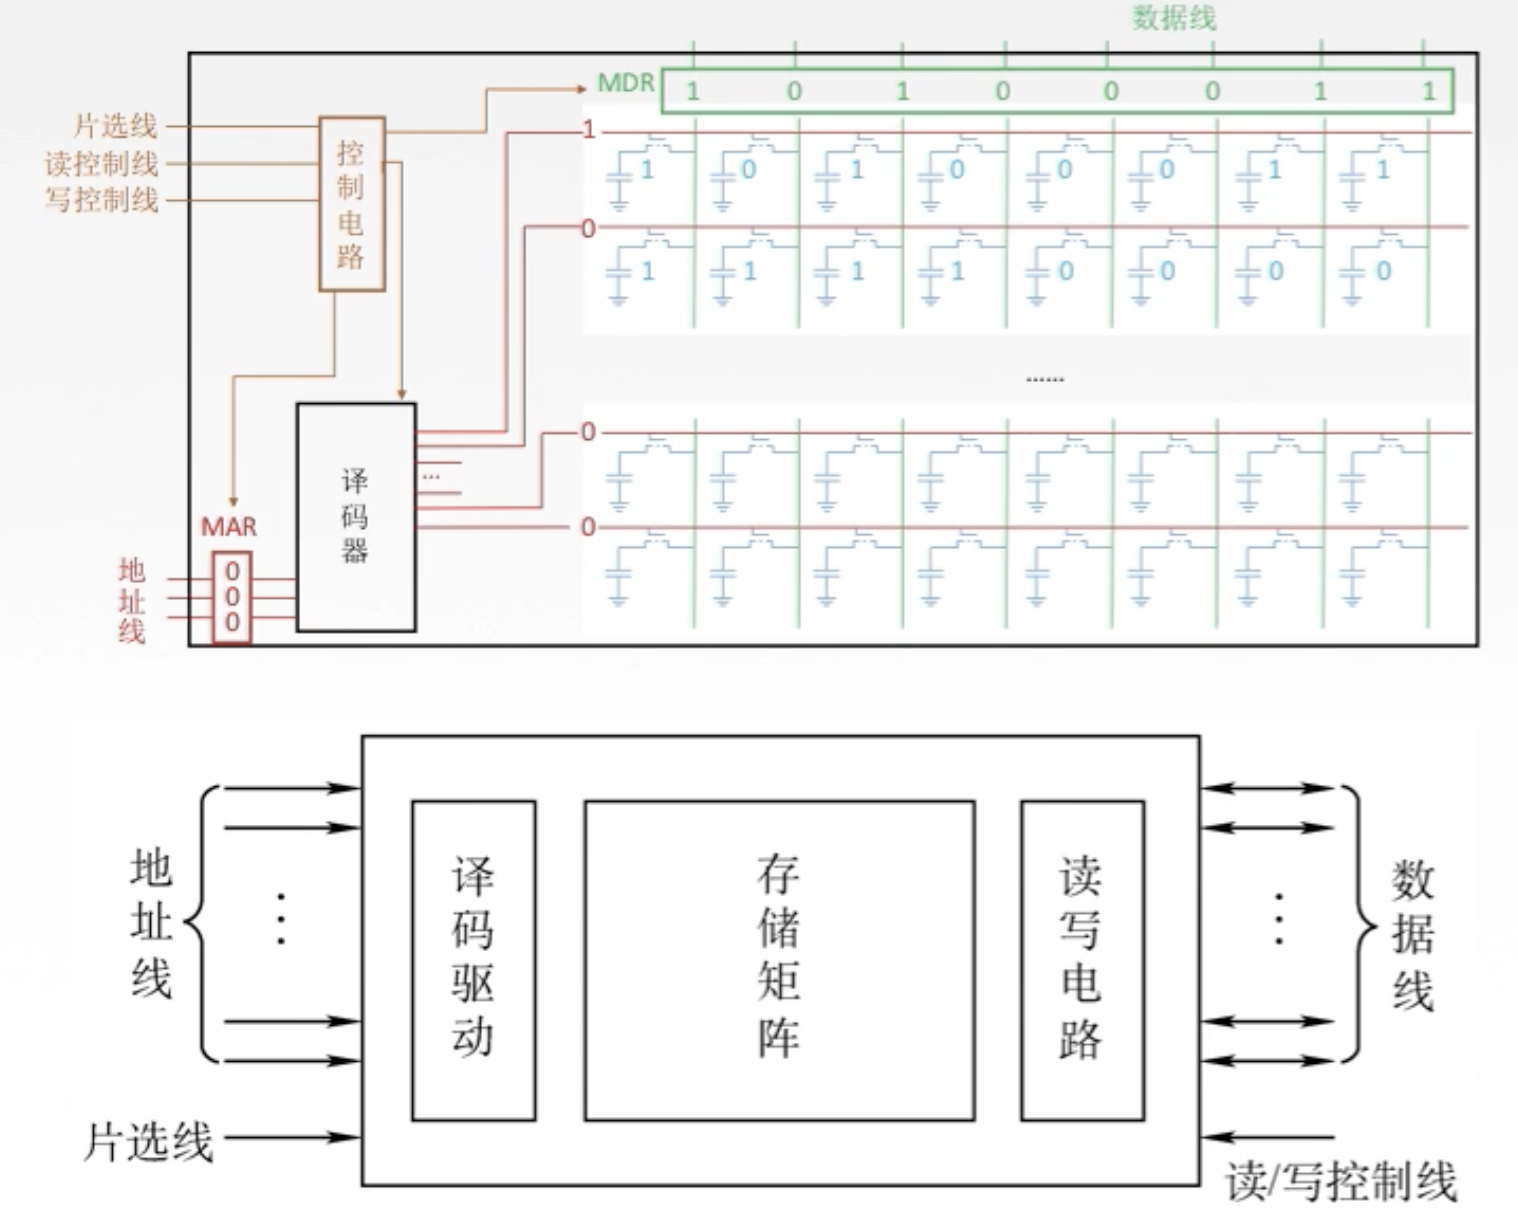 数据线
MDR 1 0 1 0 0 0 1 1
片选线
读控制线
写控制线
控制电路
1
1 0 1 0 0 0 1 1
0
1 1 1 1 0 0 0 0
......
0
0
译码器
...
MAR
0
0
0
地址线
地址线
译码驱动
存储矩阵
读写电路
数据线
片选线
读/写控制线